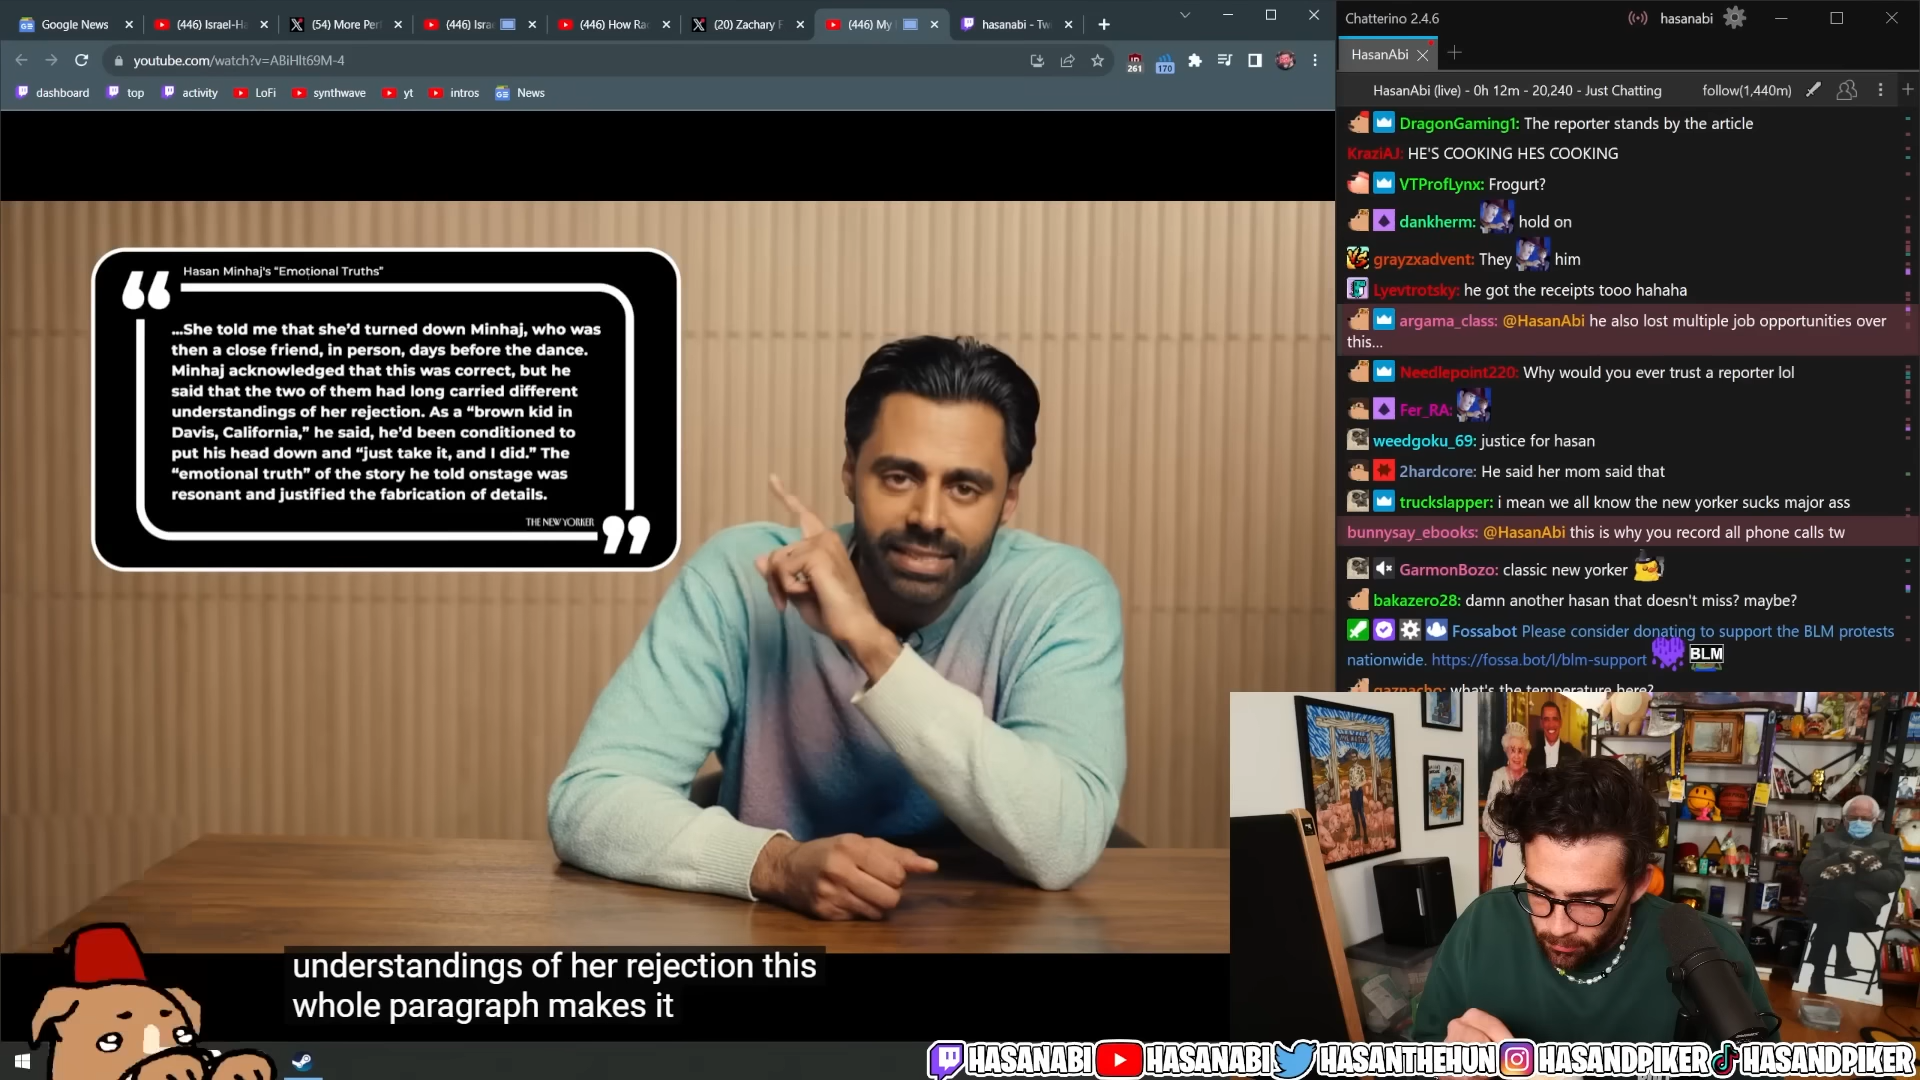 Google News
(446) Israel-H
(54) More Per
(446) Isra
(446) How Ra
(20) Zachary F
(446) My
hasanabi - Tw
youtube.com/watch?v=ABiHlt69M-4
261
170
dashboard
top
activity
LoFi
synthwave
yt
intros
News
Hasan Minhaj's "Emotional Truths"
...She told me that she'd turned down Minhaj, who was
then a close friend, in person, days before the dance.
Minhaj acknowledged that this was correct, but he
said that the two of them had long carried different
understandings of her rejection. As a "brown kid in
Davis, California," he said, he'd been conditioned to
put his head down and "just take it, and I did." The
"emotional truth" of the story he told onstage was
resonant and justified the fabrication of details.
THE NEW YORKER
understandings of her rejection this
whole paragraph makes it
Chatterino 2.4.6
hasanabi
HasanAbi
HasanAbi (live) - 0h 12m - 20,240 - Just Chatting
follow(1,440m)
DragonGaming1: The reporter stands by the article
KraziAJ: HE'S COOKING HES COOKING
VTProfLynx: Frogurt?
dankherm: hold on
grayzxadvent: They him
Lyevtrotsky: he got the receipts tooo hahaha
argama_class: @HasanAbi he also lost multiple job opportunities over
this...
Needlepoint220: Why would you ever trust a reporter lol
Fer_RA:
weedgoku_69: justice for hasan
2hardcore: He said her mom said that
truckslapper: i mean we all know the new yorker sucks major ass
bunnysay_ebooks: @HasanAbi this is why you record all phone calls tw
GarmonBozo: classic new yorker
bakazero28: damn another hasan that doesn't miss? maybe?
Fossabot Please consider donating to support the BLM protests
nationwide. https://fossa.bot/l/blm-support BLM
gaznacho: what's the temperature here?
HASANABI HASANABI HASANTHEHUN HASANDPIKER HASANDPIKER